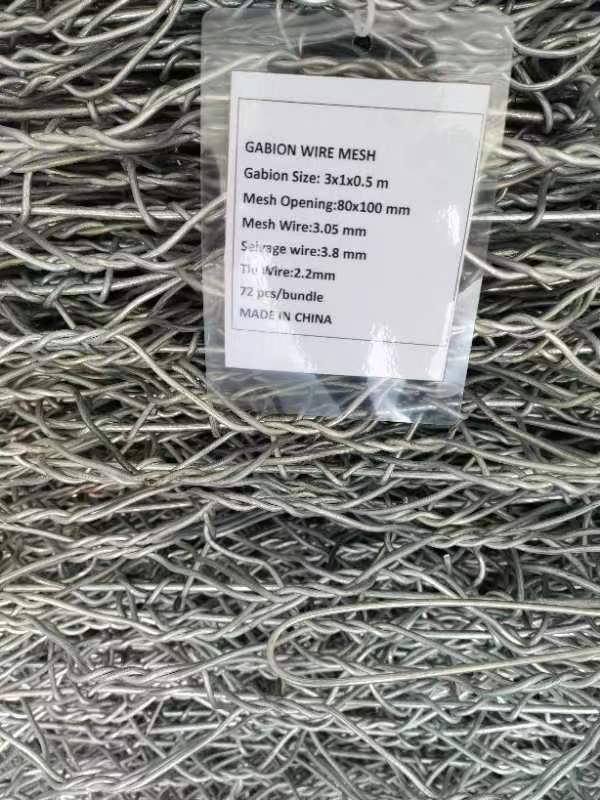 GABION WIRE MESH
Gabion Size: 3x1x0.5 m
Mesh Opening:80x100 mm
Mesh Wire:3.05 mm
Selvage wire:3.8 mm
Tie Wire:2.2mm
72 pcs/bundle
MADE IN CHINA